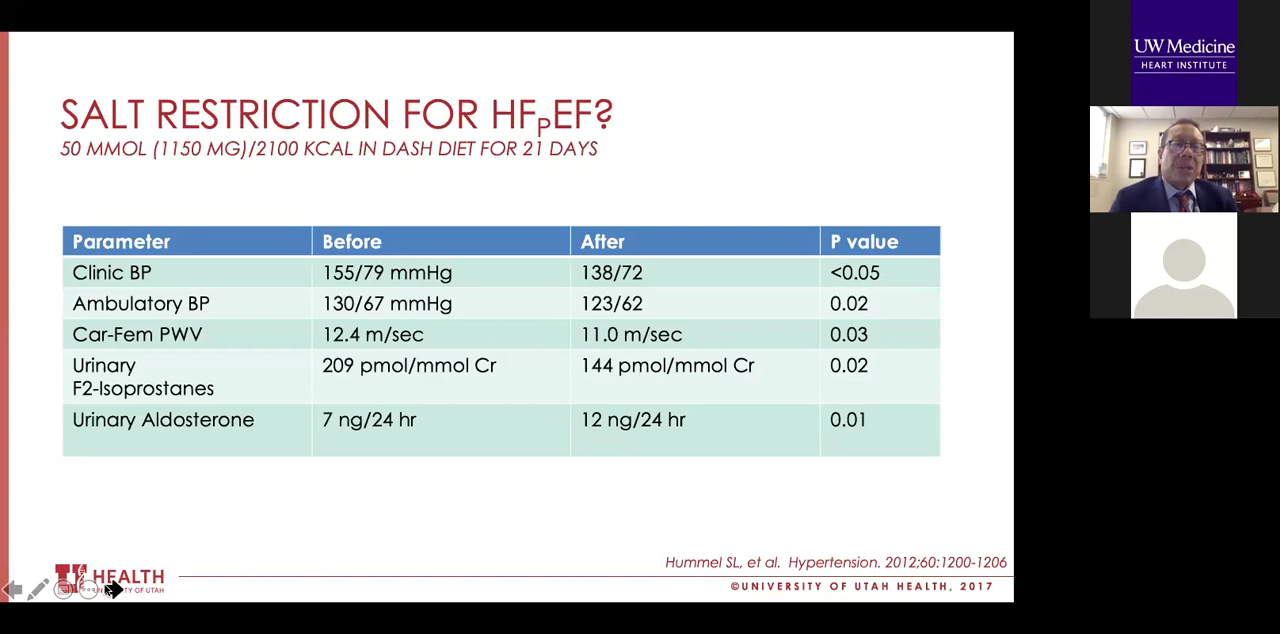 SALT RESTRICTION FOR HFPEF?
50 MMOL (1150 MG)/2100 KCAL IN DASH DIET FOR 21 DAYS
Parameter Before After P value
Clinic BP 155/79 mmHg 138/72 <0.05
Ambulatory BP 130/67 mmHg 123/62 0.02
Car-Fem PWV 12.4 m/sec 11.0 m/sec 0.03
Urinary 209 pmol/mmol Cr 144 pmol/mmol Cr 0.02
F2-Isoprostanes
Urinary Aldosterone 7 ng/24 hr 12 ng/24 hr 0.01
Hummel SL, et al. Hypertension. 2012;60:1200-1206
HEALTH
OF UTAH
©UNIVERSITY OF UTAH HEALTH, 2017
UW Medicine
HEART INSTITUTE